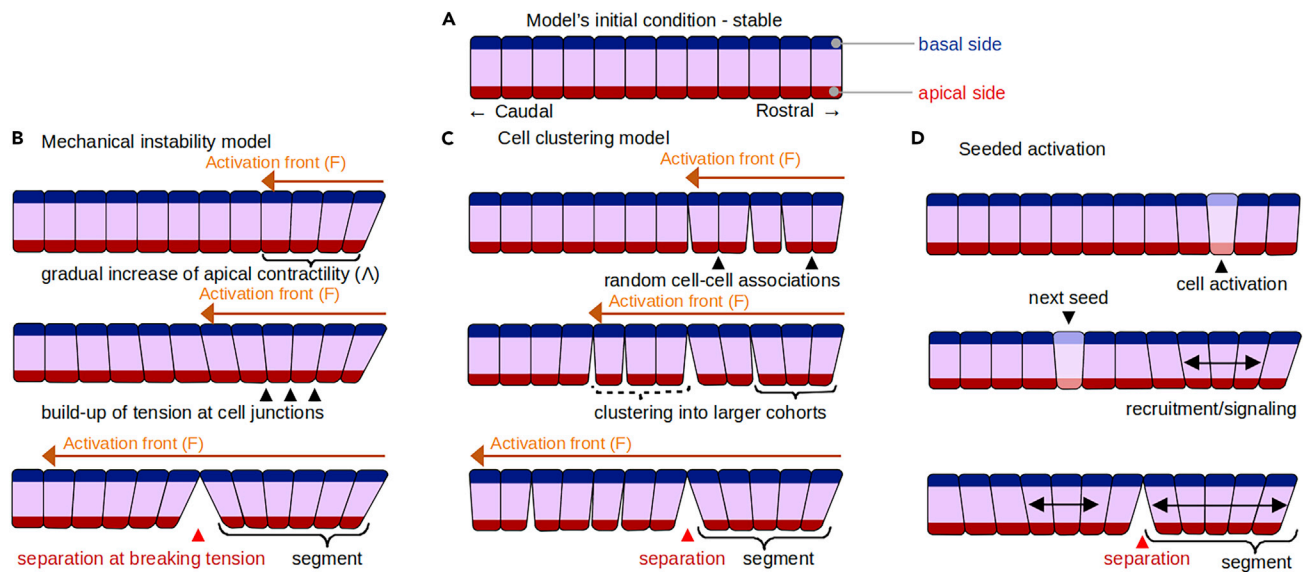 A Model's initial condition - stable
basal side
apical side
← Caudal Rostral →
B Mechanical instability model
Activation front (F)
gradual increase of apical contractility (Λ)
Activation front (F)
build-up of tension at cell junctions
Activation front (F)
separation at breaking tension segment
C Cell clustering model
Activation front (F)
random cell-cell associations
Activation front (F)
clustering into larger cohorts
Activation front (F)
separation segment
D Seeded activation
cell activation
next seed
recruitment/signaling
separation segment